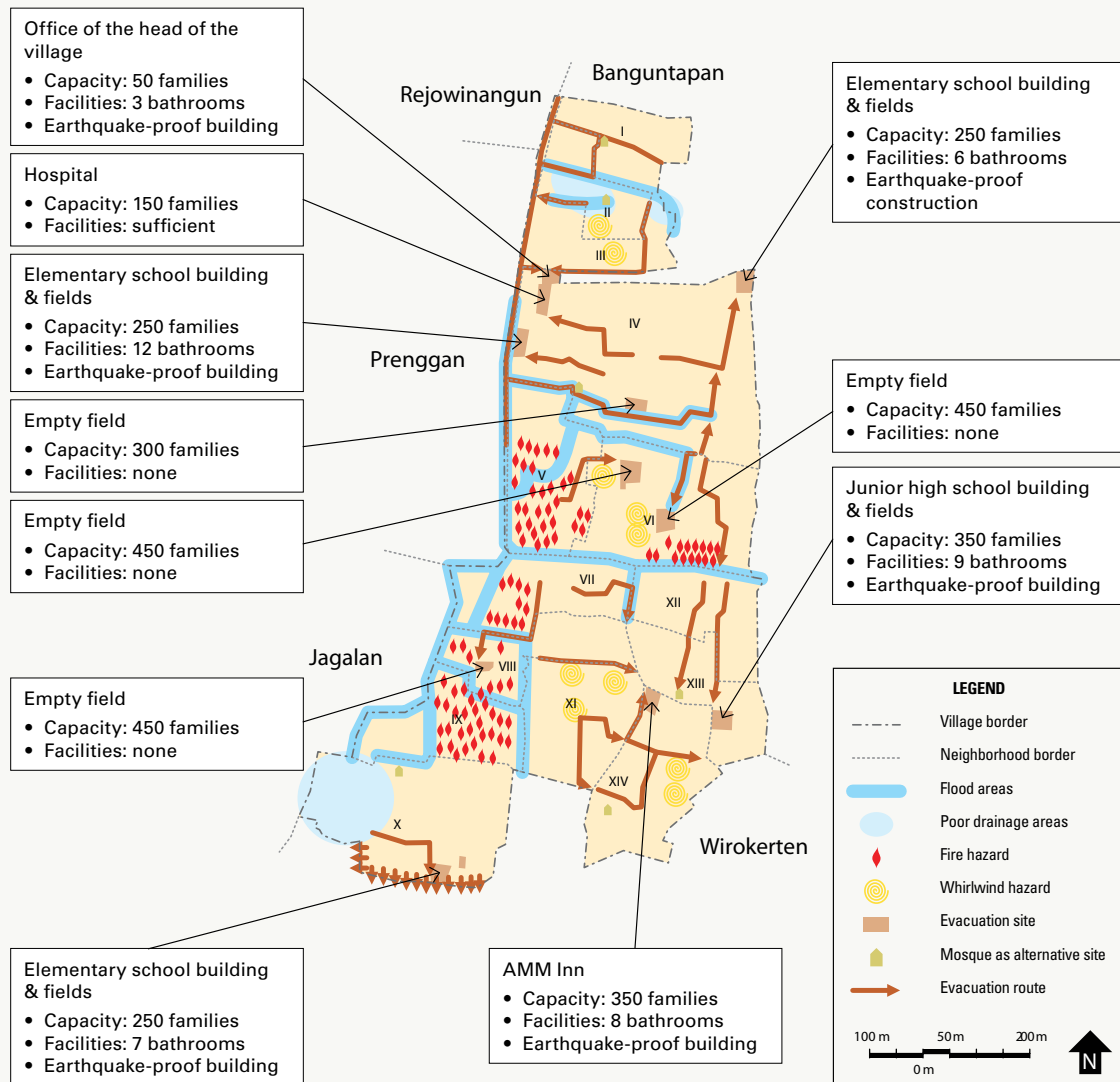 Office of the head of the
village
• Capacity: 50 families
• Facilities: 3 bathrooms
• Earthquake-proof building
Hospital
• Capacity: 150 families
• Facilities: sufficient
Elementary school building
& fields
• Capacity: 250 families
• Facilities: 12 bathrooms
• Earthquake-proof building
Empty field
• Capacity: 300 families
• Facilities: none
Empty field
• Capacity: 450 families
• Facilities: none
Empty field
• Capacity: 450 families
• Facilities: none
Elementary school building
& fields
• Capacity: 250 families
• Facilities: 7 bathrooms
• Earthquake-proof building
Banguntapan
Rejowinangun
Prenggan
Jagalan
Wirokerten
I
II
III
IV
V
VI
VII
XII
VIII
XIII
XI
IX
XIV
X
AMM Inn
• Capacity: 350 families
• Facilities: 8 bathrooms
• Earthquake-proof building
Elementary school building
& fields
• Capacity: 250 families
• Facilities: 6 bathrooms
• Earthquake-proof
construction
Empty field
• Capacity: 450 families
• Facilities: none
Junior high school building
& fields
• Capacity: 350 families
• Facilities: 9 bathrooms
• Earthquake-proof building
LEGEND
Village border
Neighborhood border
Flood areas
Poor drainage areas
Fire hazard
Whirlwind hazard
Evacuation site
Mosque as alternative site
Evacuation route
100 m 50m 200m
0m
N